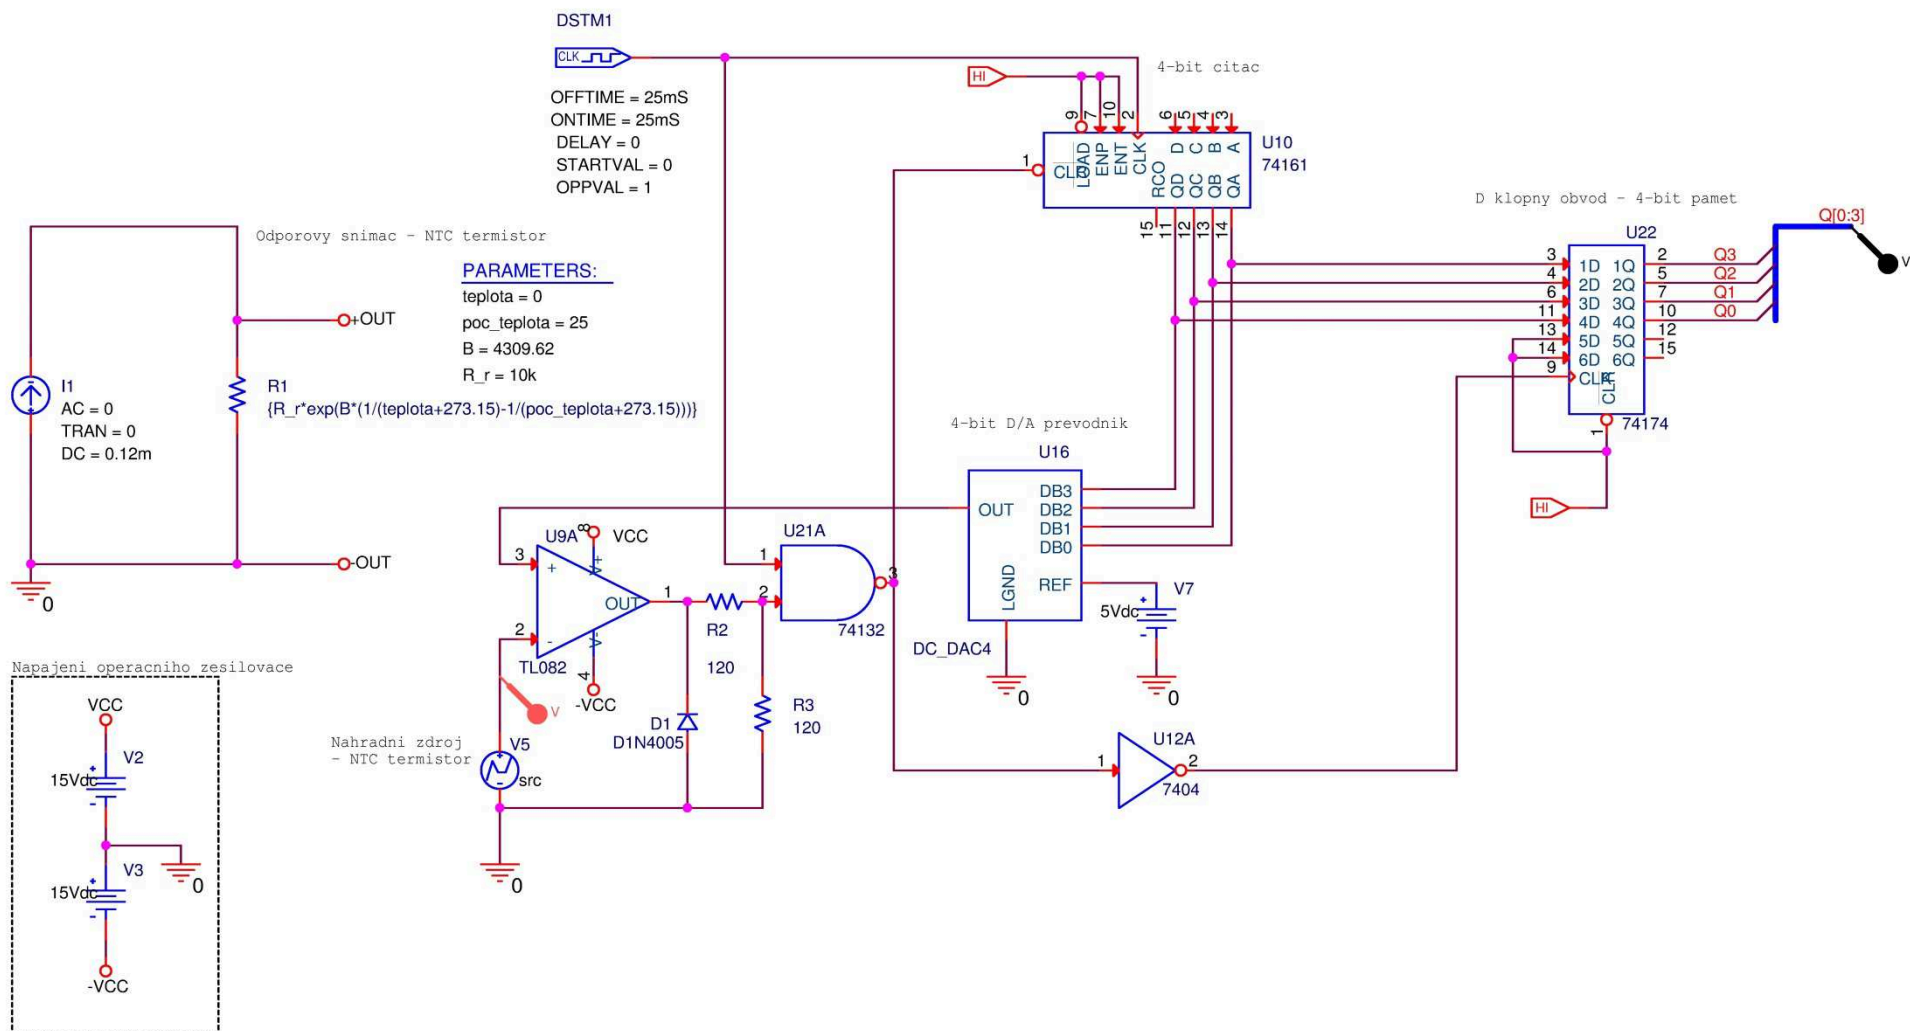 DSTM1
CLK
OFFTIME = 25mS
ONTIME = 25mS
DELAY = 0
STARTVAL = 0
OPPVAL = 1
HI
4-bit citac
9
7
10
2
6
5
4
3
1
CLR
LOAD
ENP
ENT
CLK
D
C
B
A
RCO
QD
QC
QB
QA
U10
74161
15
11
12
13
14
D klopny obvod - 4-bit pamet
Q[0:3]
U22
3
1D
1Q
2
Q3
4
2D
2Q
5
Q2
6
3D
3Q
7
Q1
11
4D
4Q
10
Q0
13
5D
5Q
12
14
6D
6Q
15
9
CLK
CLR
1
74174
HI
V
Odporovy snimac - NTC termistor
PARAMETERS:
teplota = 0
poc_teplota = 25
B = 4309.62
R_r = 10k
+OUT
I1
AC = 0
TRAN = 0
DC = 0.12m
R1
{R_r*exp(B*(1/(teplota+273.15)-1/(poc_teplota+273.15)))}
-OUT
0
4-bit D/A prevodnik
U16
OUT
DB3
DB2
DB1
DB0
REF
LGND
DC_DAC4
0
V7
5Vdc
0
U9A
8
VCC
3
+
V+
OUT
1
2
-
V-
TL082
4
-VCC
V
R2
120
U21A
1
2
3
74132
R3
120
D1
D1N4005
Nahradni zdroj
- NTC termistor
V5
src
0
U12A
1
2
7404
Napajeni operacniho zesilovace
VCC
V2
15Vdc
0
V3
15Vdc
-VCC